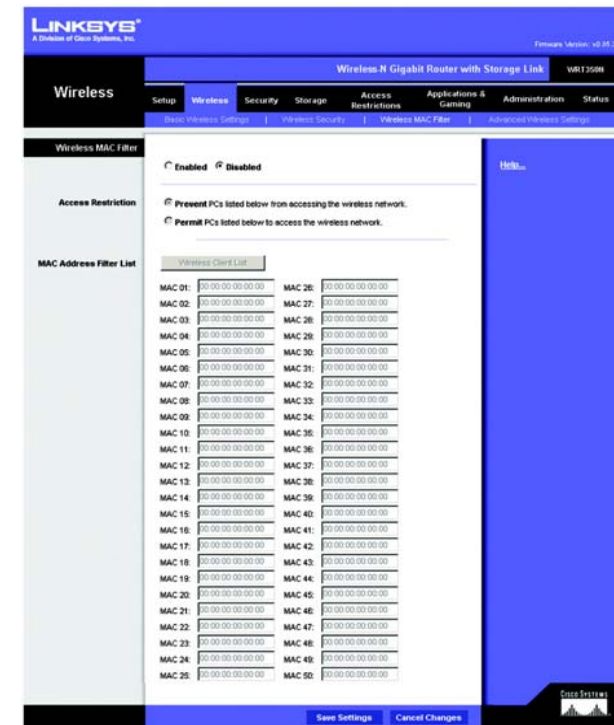 LINKSYS®
A Division of Cisco Systems, Inc.
Wireless-N Gigabit Router with Storage Link
WRT350N
Wireless
Setup
Wireless
Security
Storage
Access Restrictions
Applications & Gaming
Administration
Status
Basic Wireless Settings | Wireless Security | Wireless MAC Filter | Advanced Wireless Settings
Wireless MAC Filter
Enabled Disabled
Help...
Access Restriction
Prevent PCs listed below from accessing the wireless network.
Permit PCs listed below to access the wireless network.
MAC Address Filter List
Wireless Client List
MAC 01: 00:00:00:00:00:00 MAC 26: 00:00:00:00:00:00
MAC 02: 00:00:00:00:00:00 MAC 27: 00:00:00:00:00:00
MAC 03: 00:00:00:00:00:00 MAC 28: 00:00:00:00:00:00
MAC 04: 00:00:00:00:00:00 MAC 29: 00:00:00:00:00:00
MAC 05: 00:00:00:00:00:00 MAC 30: 00:00:00:00:00:00
MAC 06: 00:00:00:00:00:00 MAC 31: 00:00:00:00:00:00
MAC 07: 00:00:00:00:00:00 MAC 32: 00:00:00:00:00:00
MAC 08: 00:00:00:00:00:00 MAC 33: 00:00:00:00:00:00
MAC 09: 00:00:00:00:00:00 MAC 34: 00:00:00:00:00:00
MAC 10: 00:00:00:00:00:00 MAC 35: 00:00:00:00:00:00
MAC 11: 00:00:00:00:00:00 MAC 36: 00:00:00:00:00:00
MAC 12: 00:00:00:00:00:00 MAC 37: 00:00:00:00:00:00
MAC 13: 00:00:00:00:00:00 MAC 38: 00:00:00:00:00:00
MAC 14: 00:00:00:00:00:00 MAC 39: 00:00:00:00:00:00
MAC 15: 00:00:00:00:00:00 MAC 40: 00:00:00:00:00:00
MAC 16: 00:00:00:00:00:00 MAC 41: 00:00:00:00:00:00
MAC 17: 00:00:00:00:00:00 MAC 42: 00:00:00:00:00:00
MAC 18: 00:00:00:00:00:00 MAC 43: 00:00:00:00:00:00
MAC 19: 00:00:00:00:00:00 MAC 44: 00:00:00:00:00:00
MAC 20: 00:00:00:00:00:00 MAC 45: 00:00:00:00:00:00
MAC 21: 00:00:00:00:00:00 MAC 46: 00:00:00:00:00:00
MAC 22: 00:00:00:00:00:00 MAC 47: 00:00:00:00:00:00
MAC 23: 00:00:00:00:00:00 MAC 48: 00:00:00:00:00:00
MAC 24: 00:00:00:00:00:00 MAC 49: 00:00:00:00:00:00
MAC 25: 00:00:00:00:00:00 MAC 50: 00:00:00:00:00:00
Save Settings Cancel Changes
CISCO SYSTEMS